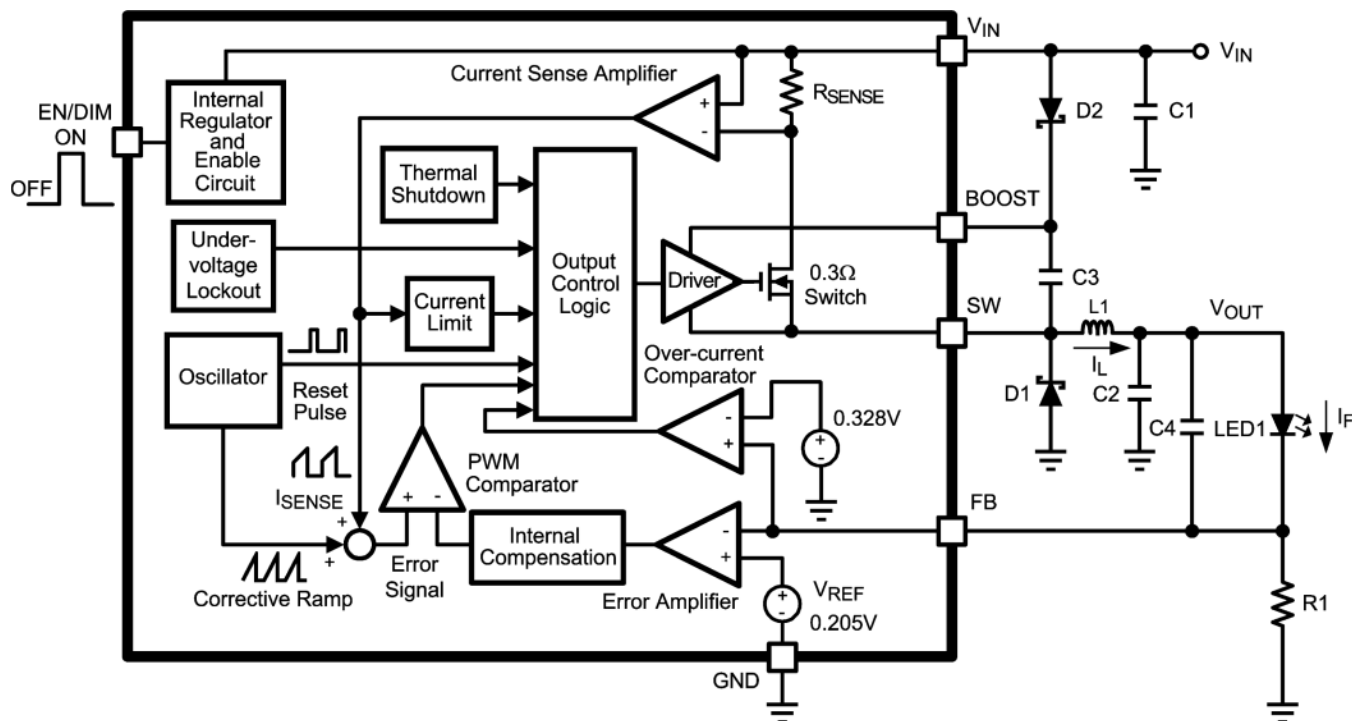 VIN
VIN
Current Sense Amplifier
+
-
RSENSE
D2
C1
EN/DIM
ON
OFF
Internal
Regulator
and
Enable
Circuit
Thermal
Shutdown
BOOST
Under-
voltage
Lockout
Output
Control
Logic
Driver
0.3Ω
Switch
C3
Current
Limit
SW
L1
VOUT
IL
Oscillator
Reset
Pulse
Over-current
Comparator
-
+
0.328V
+
-
D1
C2
C4
LED1
IF
ISENSE
PWM
Comparator
+
-
+
+
Error
Signal
Corrective Ramp
Internal
Compensation
-
+
Error Amplifier
FB
+
-
VREF
0.205V
R1
GND